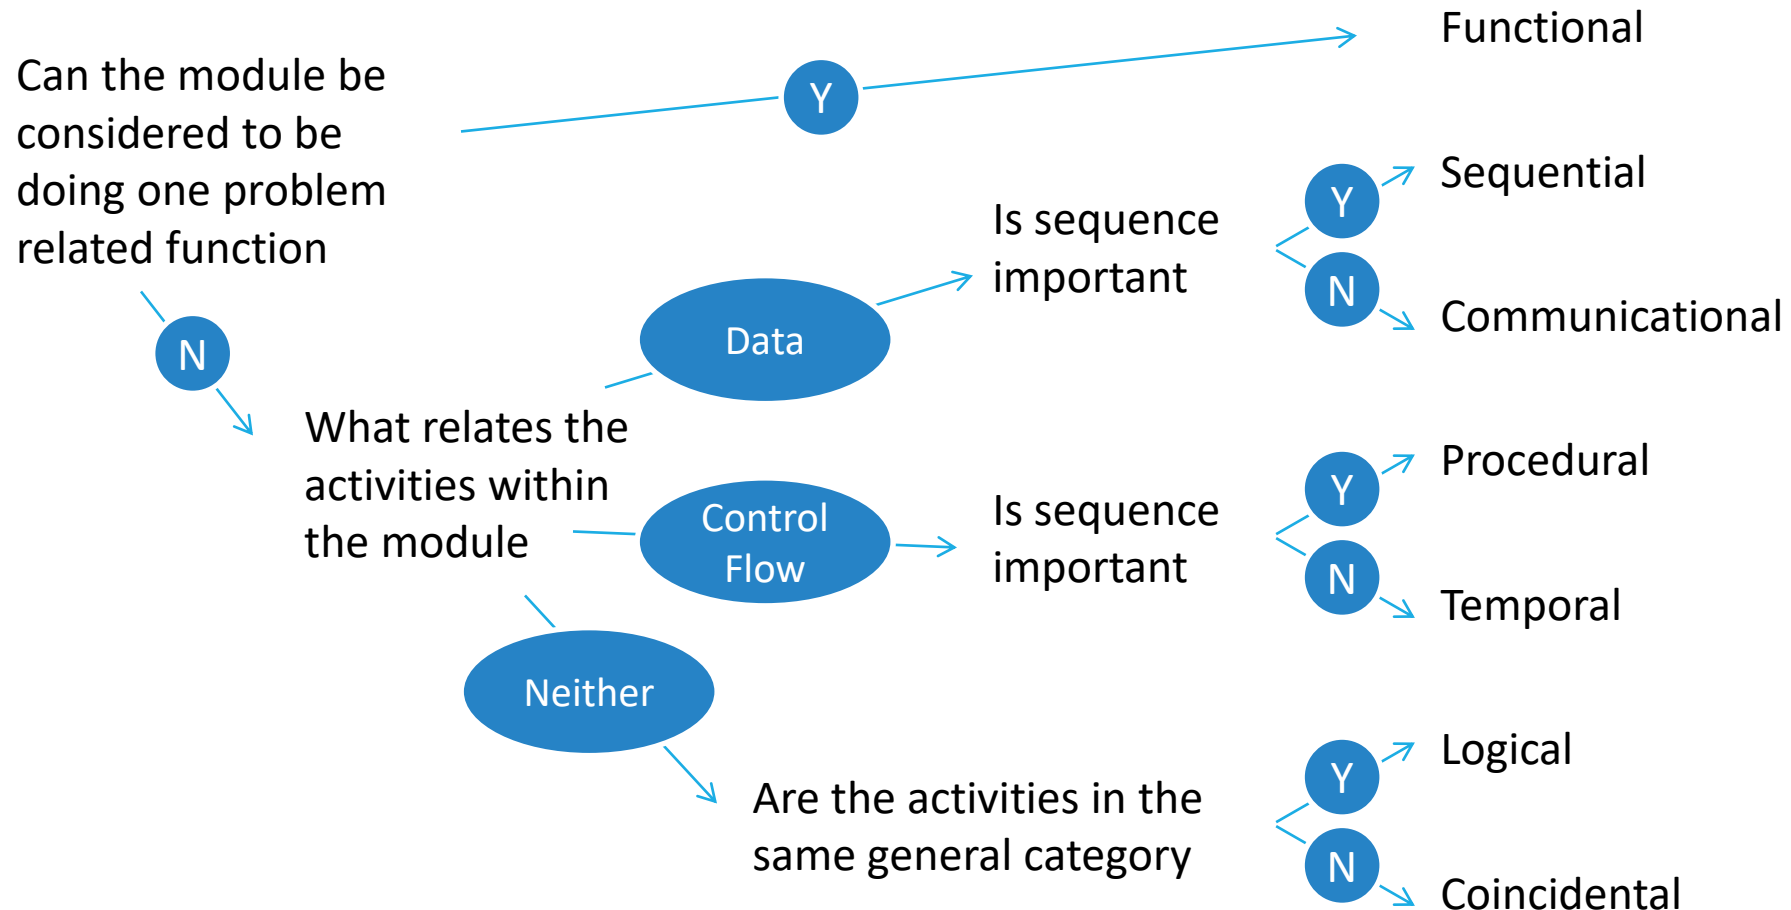 Can the module be
considered to be
doing one problem
related function
Y
Functional
N
What relates the
activities within
the module
Data
Is sequence
important
Y
Sequential
N
Communicational
Control
Flow
Is sequence
important
Y
Procedural
N
Temporal
Neither
Are the activities in the
same general category
Y
Logical
N
Coincidental